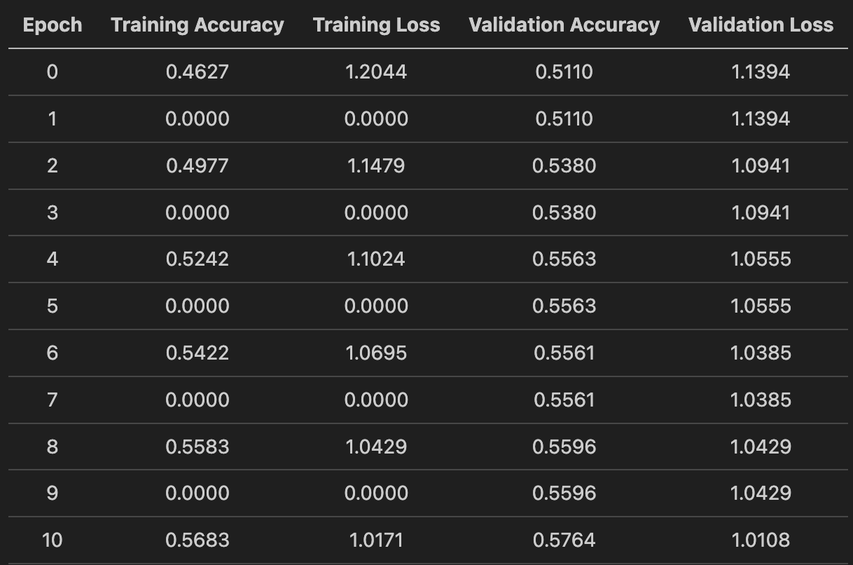 Epoch Training Accuracy Training Loss Validation Accuracy Validation Loss
0 0.4627 1.2044 0.5110 1.1394
1 0.0000 0.0000 0.5110 1.1394
2 0.4977 1.1479 0.5380 1.0941
3 0.0000 0.0000 0.5380 1.0941
4 0.5242 1.1024 0.5563 1.0555
5 0.0000 0.0000 0.5563 1.0555
6 0.5422 1.0695 0.5561 1.0385
7 0.0000 0.0000 0.5561 1.0385
8 0.5583 1.0429 0.5596 1.0429
9 0.0000 0.0000 0.5596 1.0429
10 0.5683 1.0171 0.5764 1.0108